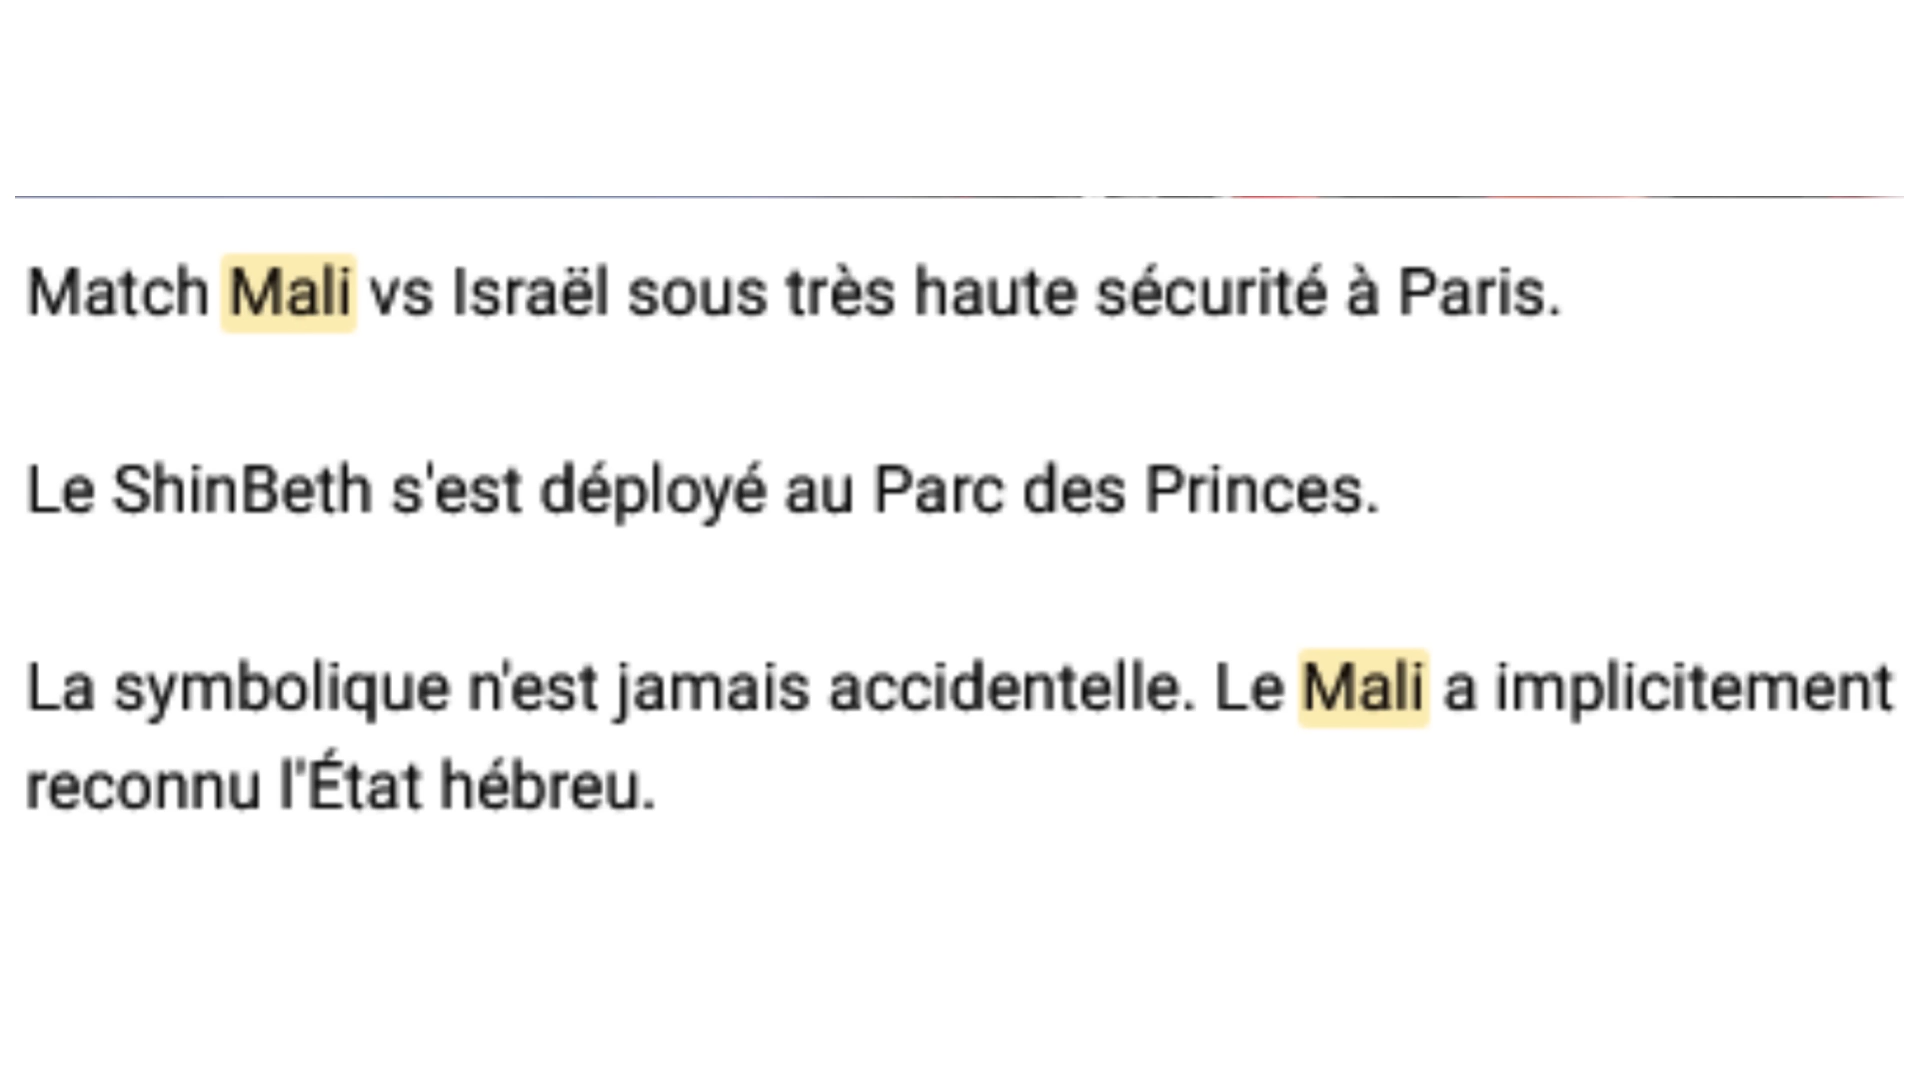 Match Mali vs Israël sous très haute sécurité à Paris.
Le ShinBeth s'est déployé au Parc des Princes.
La symbolique n'est jamais accidentelle. Le Mali a implicitement
reconnu l'État hébreu.